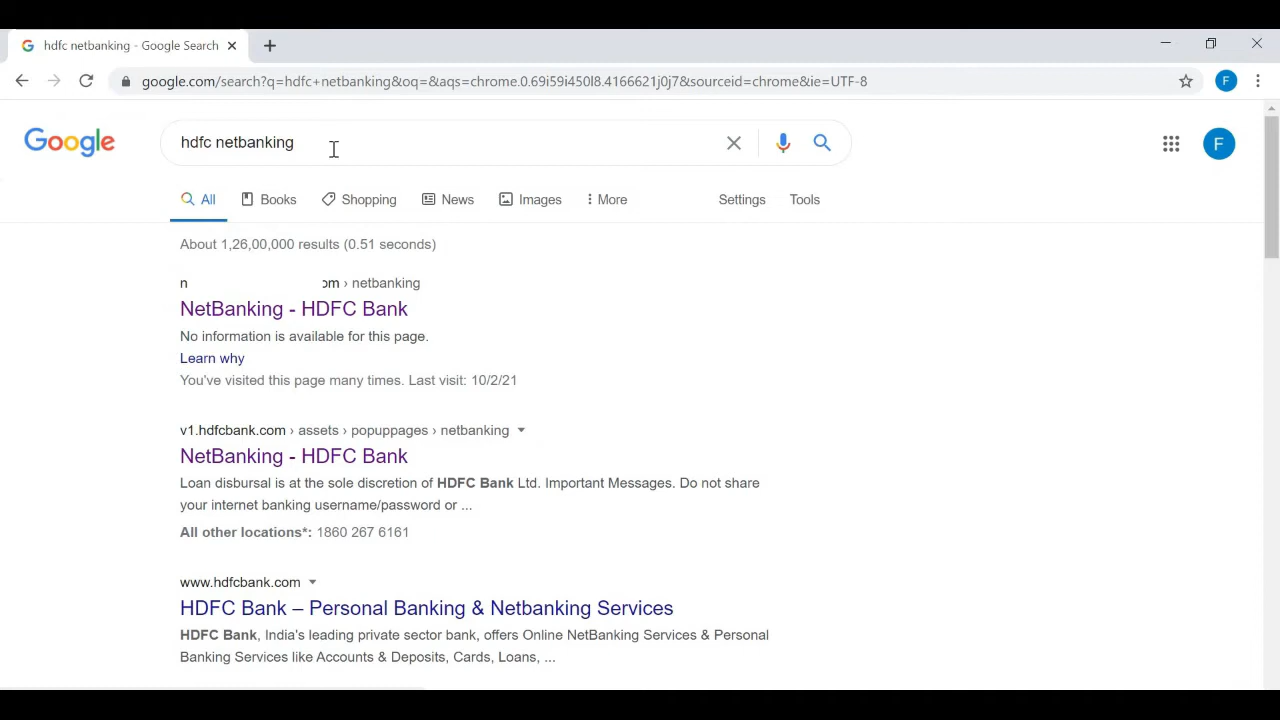 hdfc netbanking - Google Search
google.com/search?q=hdfc+netbanking&oq=&aqs=chrome.0.69i59i450l8.4166621j0j7&sourceid=chrome&ie=UTF-8
F
Google
hdfc netbanking
F
All Books Shopping News Images More Settings Tools
About 1,26,00,000 results (0.51 seconds)
n om › netbanking
NetBanking - HDFC Bank
No information is available for this page.
Learn why
You've visited this page many times. Last visit: 10/2/21
v1.hdfcbank.com › assets › popuppages › netbanking
NetBanking - HDFC Bank
Loan disbursal is at the sole discretion of HDFC Bank Ltd. Important Messages. Do not share
your internet banking username/password or ...
All other locations*: 1860 267 6161
www.hdfcbank.com
HDFC Bank – Personal Banking & Netbanking Services
HDFC Bank, India's leading private sector bank, offers Online NetBanking Services & Personal
Banking Services like Accounts & Deposits, Cards, Loans, ...